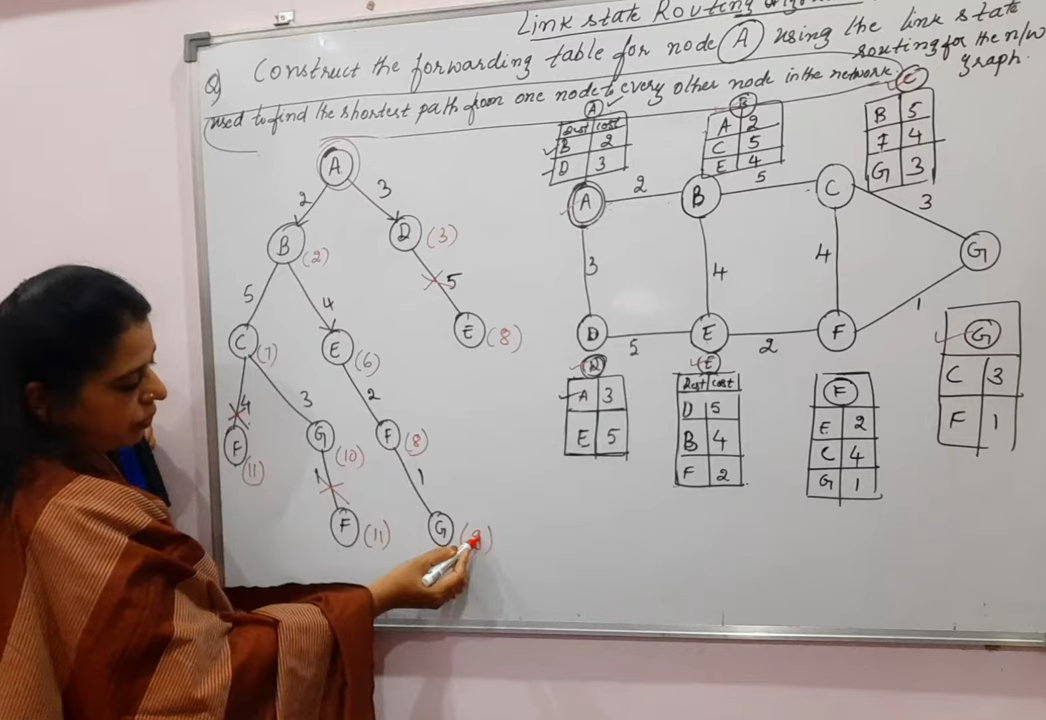 Link state Routing
Q) Construct the forwarding table for node A using the link state
routing for the n/w
graph.
used to find the shortest path from one node to every other node in the network
A
Dest cost
B 2
D 3
B
A 2
C 5
E 4
C
B 5
F 4
G 3
A 2 B 5 C 3
3 4 4 G
D 5 E 2 F 1
D
A 3
E 5
E
Dest cost
D 5
B 4
F 2
F
E 2
C 4
G 1
G
C 3
F 1
A
2 3
B (2) D (3)
5 4 5
C (7) E (6) E (8)
4 3 2
F (11) G (10) F (8)
1 1
F (11) G (9)